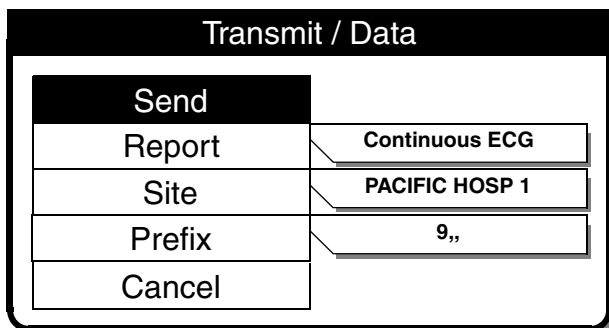 Transmit / Data
Send
Report Continuous ECG
Site PACIFIC HOSP 1
Prefix 9,,
Cancel